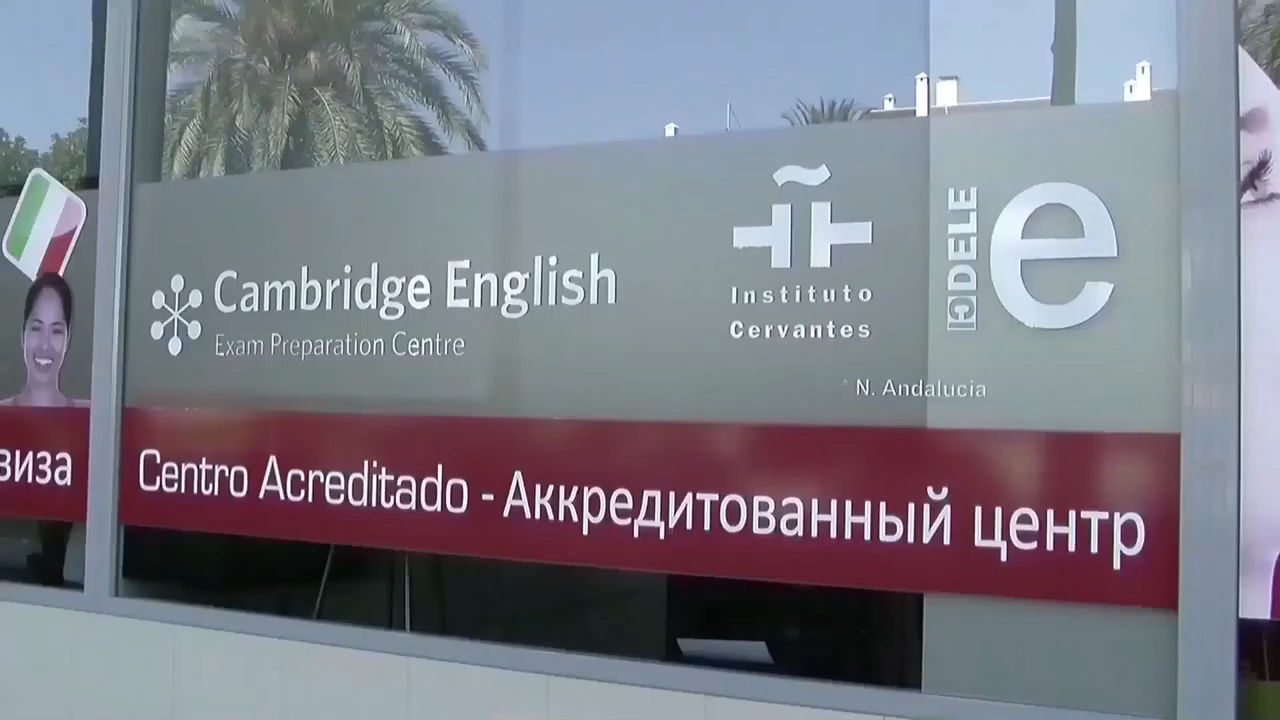 Cambridge English
Exam Preparation Centre
Instituto
Cervantes
DELE
e
* N. Andalucia
виза
Centro Acreditado - Аккредитованный центр